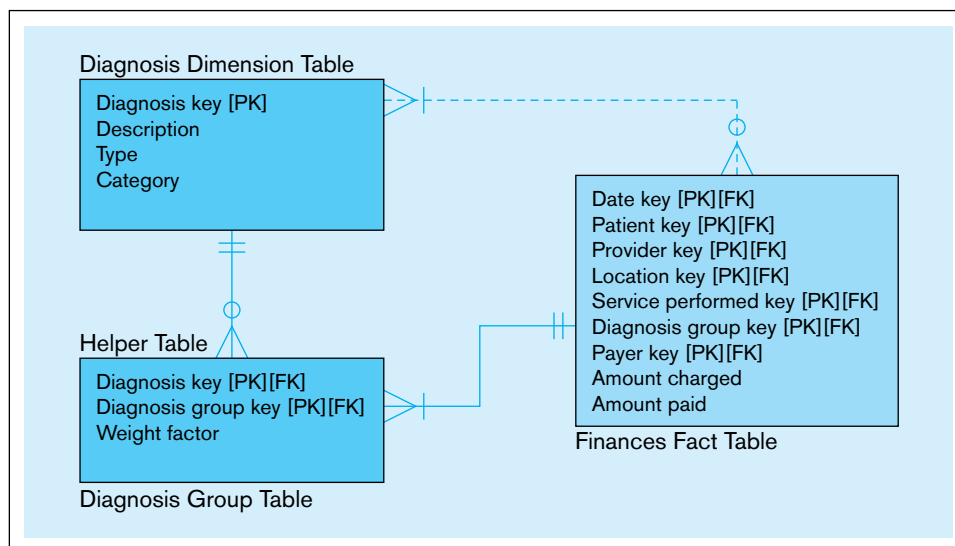 Diagnosis Dimension Table
Diagnosis key [PK]
Description
Type
Category
Date key [PK][FK]
Patient key [PK][FK]
Provider key [PK][FK]
Location key [PK][FK]
Service performed key [PK][FK]
Diagnosis group key [PK][FK]
Payer key [PK][FK]
Amount charged
Amount paid
Finances Fact Table
Helper Table
Diagnosis key [PK][FK]
Diagnosis group key [PK][FK]
Weight factor
Diagnosis Group Table